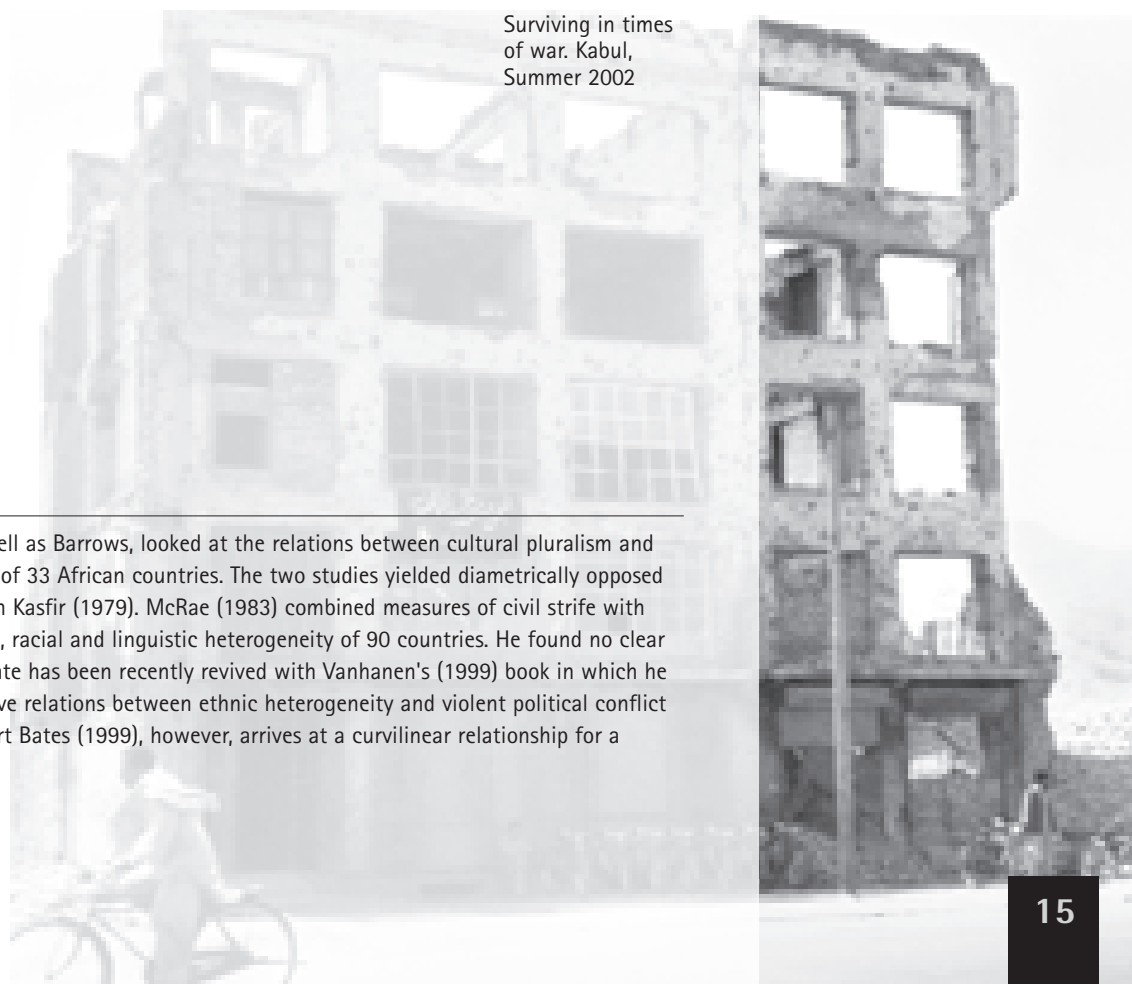 Surviving in times
of war. Kabul,
Summer 2002
ell as Barrows, looked at the relations between cultural pluralism and
of 33 African countries. The two studies yielded diametrically opposed
n Kasfir (1979). McRae (1983) combined measures of civil strife with
, racial and linguistic heterogeneity of 90 countries. He found no clear
ate has been recently revived with Vanhanen's (1999) book in which he
ve relations between ethnic heterogeneity and violent political conflict
rt Bates (1999), however, arrives at a curvilinear relationship for a
15